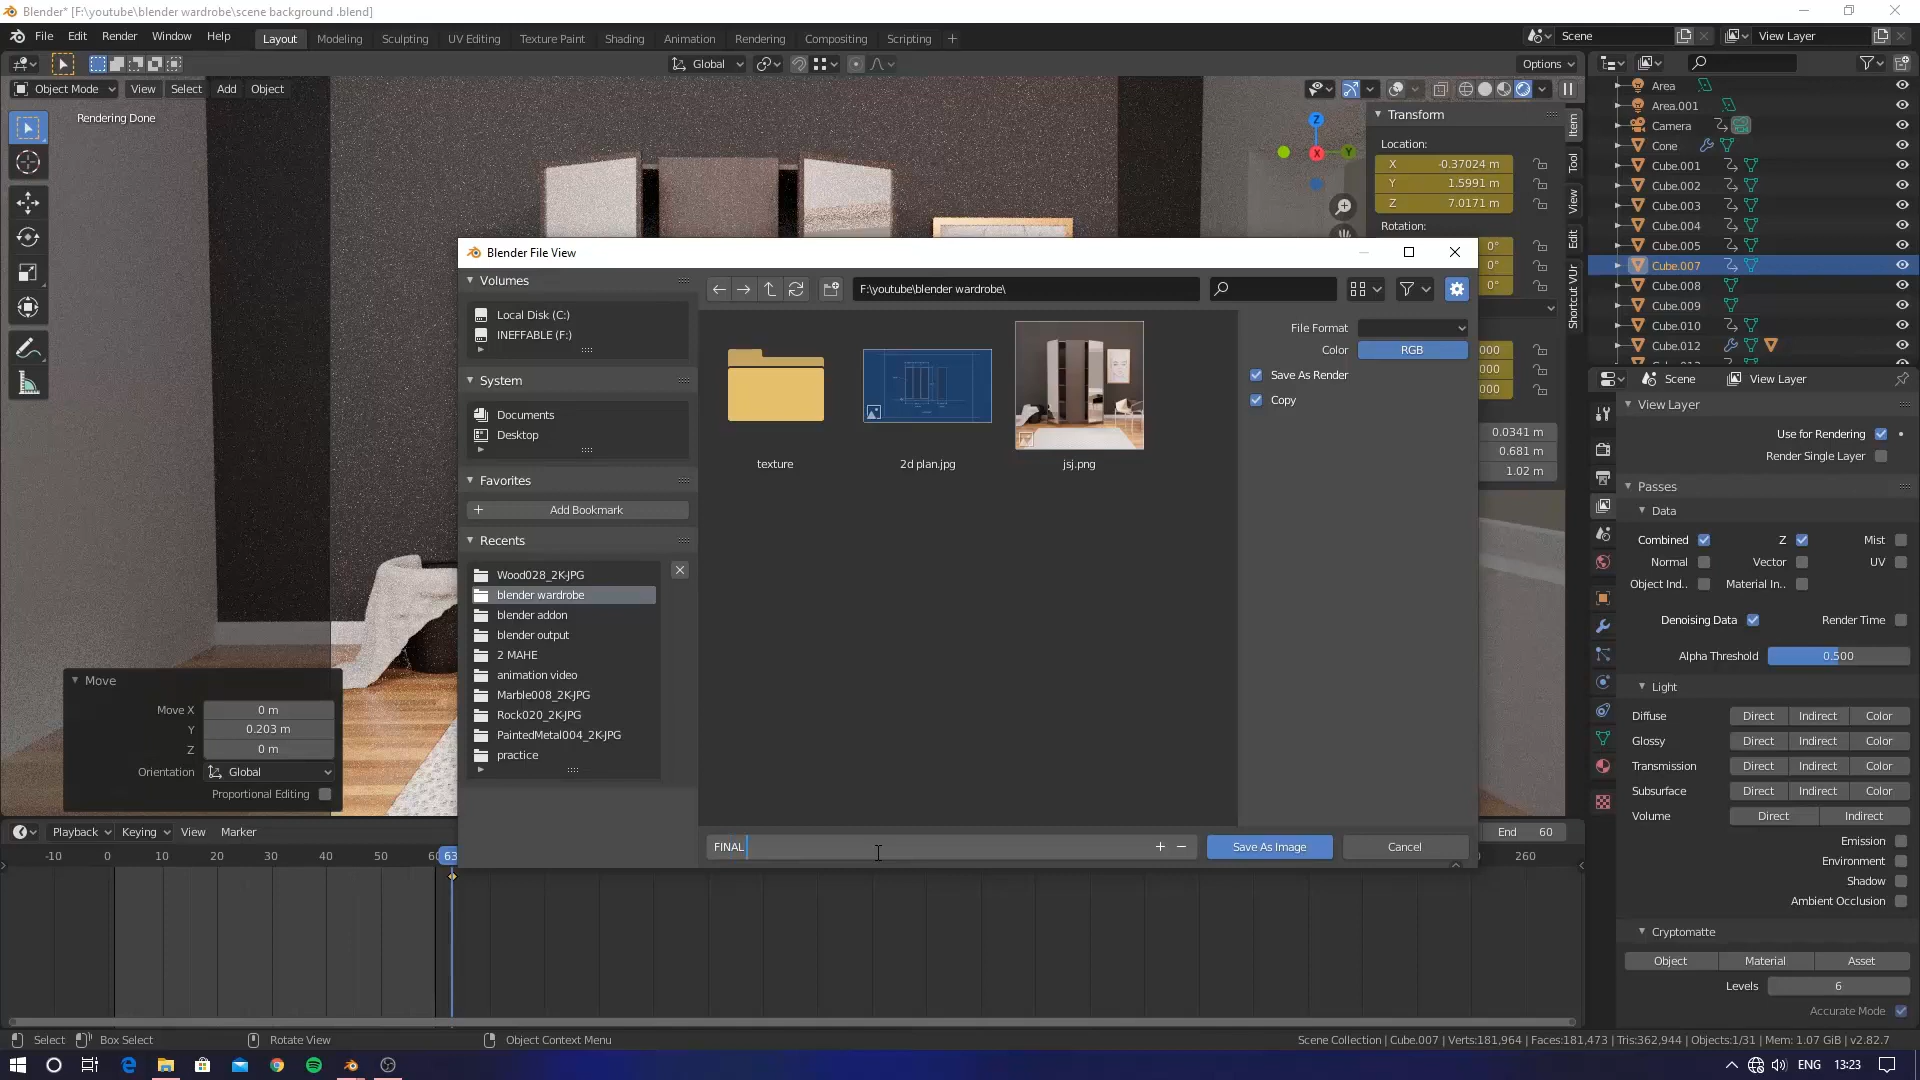 Blender* [F:\youtube\blender wardrobe\scene background .blend]
File Edit Render Window Help Layout Modeling Sculpting UV Editing Texture Paint Shading Animation Rendering Compositing Scripting + Scene View Layer
Global Options
Object Mode View Select Add Object
Rendering Done
Z
X
Y
Transform
Location:
X -0.37024 m
Y 1.5991 m
Z 7.0171 m
Rotation:
0°
0°
0°
000
000
000
0.0341 m
0.681 m
1.02 m
Item
Tool
View
Edit
Shortcut VUr
Area
Area.001
Camera
Cone
Cube.001
Cube.002
Cube.003
Cube.004
Cube.005
Cube.007
Cube.008
Cube.009
Cube.010
Cube.012
Blender File View
Volumes
Local Disk (C:)
INEFFABLE (F:)
System
Documents
Desktop
Favorites
+ Add Bookmark
Recents
Wood028_2K-JPG
blender wardrobe
blender addon
blender output
2 MAHE
animation video
Marble008_2K-JPG
Rock020_2K-JPG
PaintedMetal004_2K-JPG
practice
F:\youtube\blender wardrobe\
texture
2d plan.jpg
jsj.png
File Format
Color RGB
Save As Render
Copy
FINAL + −
Save As Image Cancel
Move
Move X 0 m
Y 0.203 m
Z 0 m
Orientation Global
Proportional Editing
Scene View Layer
View Layer
Use for Rendering
Render Single Layer
Passes
Data
Combined Z Mist
Normal Vector UV
Object Ind.. Material In..
Denoising Data Render Time
Alpha Threshold 0.500
Light
Diffuse Direct Indirect Color
Glossy Direct Indirect Color
Transmission Direct Indirect Color
Subsurface Direct Indirect Color
Volume Direct Indirect
Emission
Environment
Shadow
Ambient Occlusion
Cryptomatte
Object Material Asset
Levels 6
Accurate Mode
Playback Keying View Marker End 60
-10 0 10 20 30 40 50 63 260
Select Box Select Rotate View Object Context Menu
Scene Collection | Cube.007 | Verts:181,964 | Faces:181,473 | Tris:362,944 | Objects:1/31 | Mem: 1.07 GiB | v2.82.7
ENG 13:23